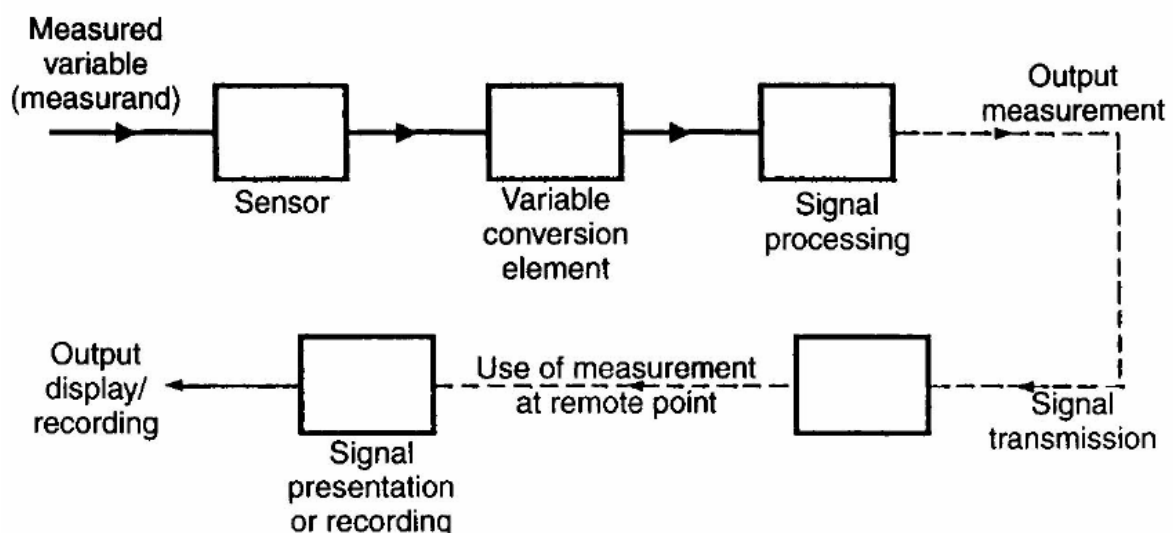 Measured
variable
(measurand)
Sensor
Variable
conversion
element
Signal
processing
Output
measurement
Output
display/
recording
Signal
presentation
or recording
Use of measurement
at remote point
Signal
transmission